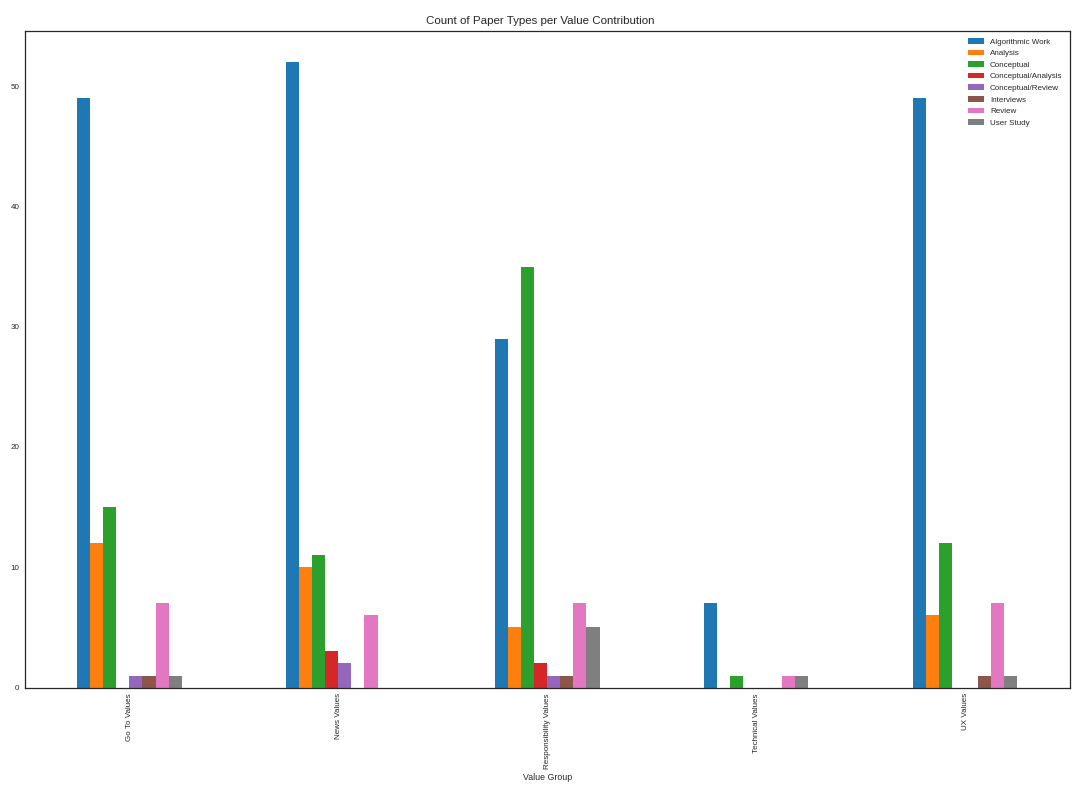 Count of Paper Types per Value Contribution
Algorithmic Work
Analysis
Conceptual
Conceptual/Analysis
Conceptual/Review
Interviews
Review
User Study
50
40
30
20
10
0
Go To Values
News Values
Responsibility Values
Technical Values
UX Values
Value Group